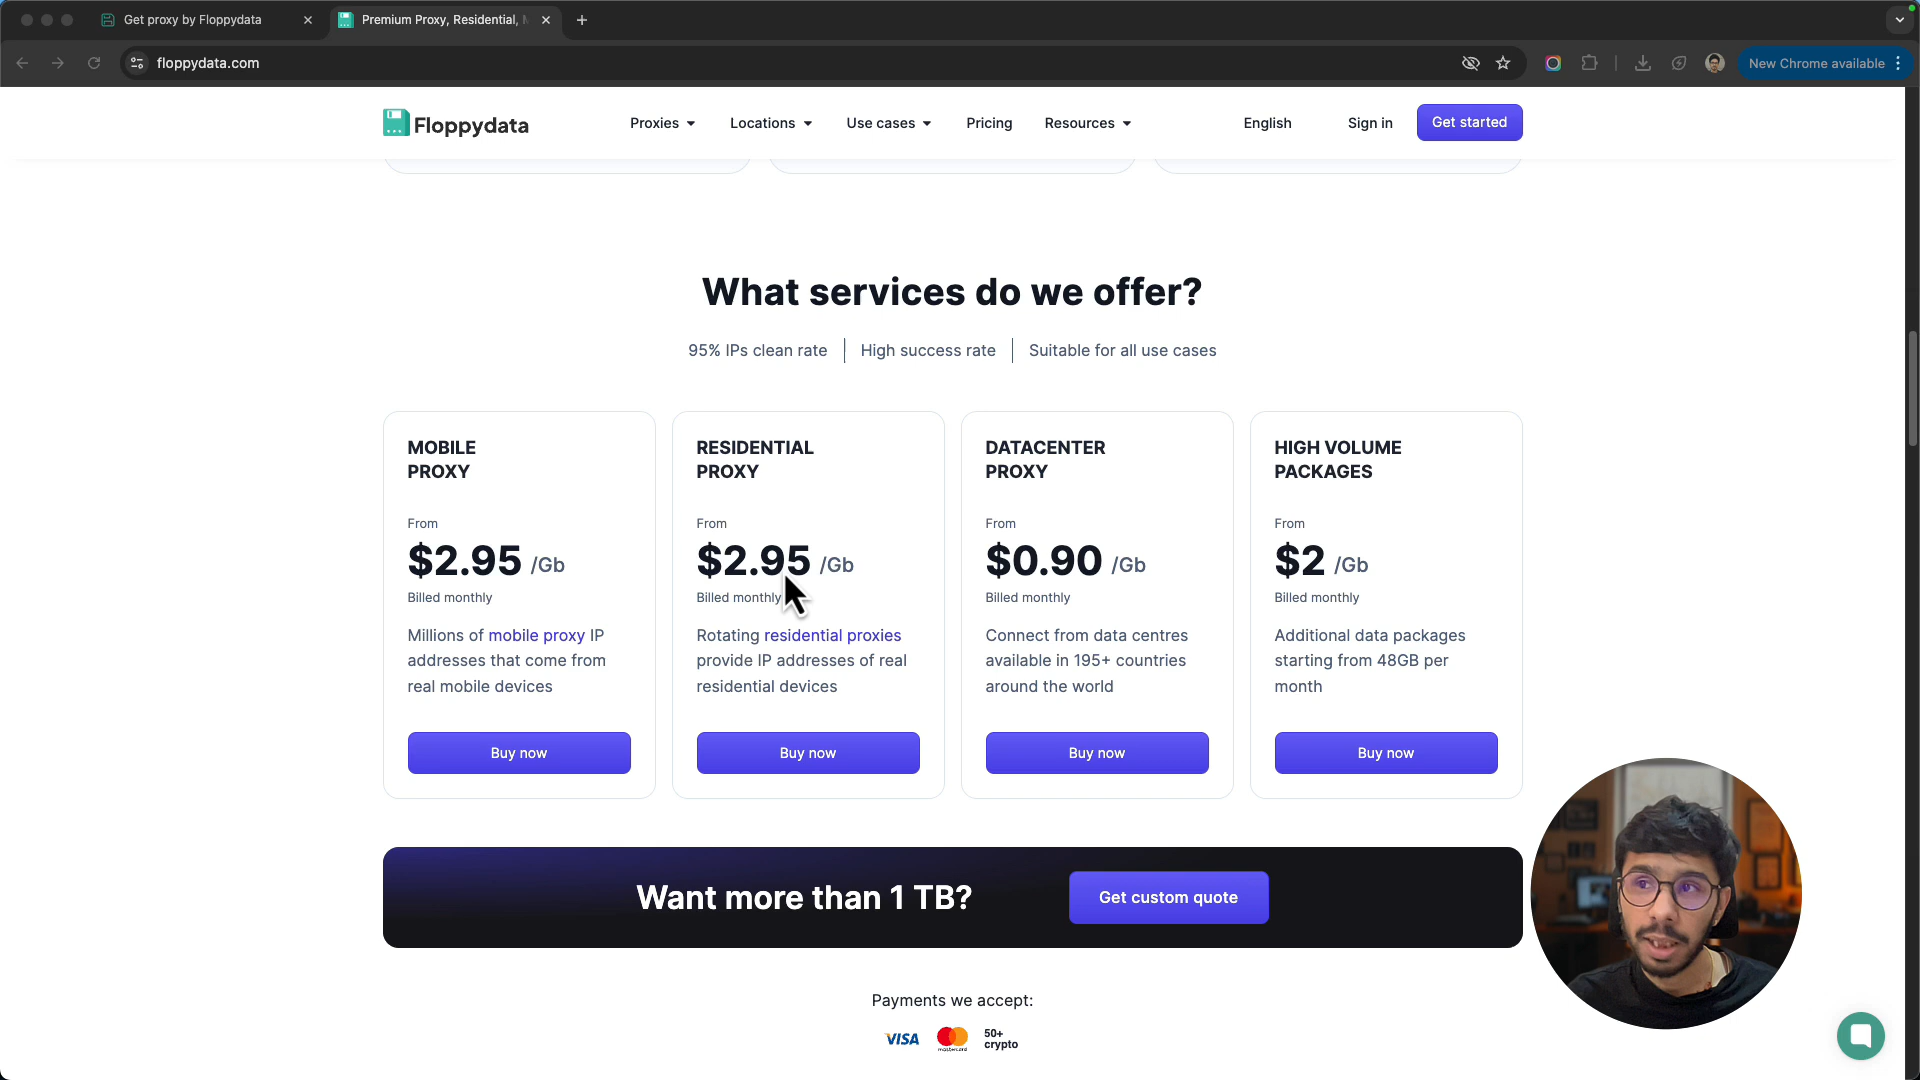 Get proxy by Floppydata
Premium Proxy, Residential,
floppydata.com
New Chrome available
Floppydata
Proxies
Locations
Use cases
Pricing
Resources
English
Sign in
Get started
What services do we offer?
95% IPs clean rate
High success rate
Suitable for all use cases
MOBILE
PROXY
From
$2.95 /Gb
Billed monthly
Millions of mobile proxy IP
addresses that come from
real mobile devices
Buy now
RESIDENTIAL
PROXY
From
$2.95 /Gb
Billed monthly
Rotating residential proxies
provide IP addresses of real
residential devices
Buy now
DATACENTER
PROXY
From
$0.90 /Gb
Billed monthly
Connect from data centres
available in 195+ countries
around the world
Buy now
HIGH VOLUME
PACKAGES
From
$2 /Gb
Billed monthly
Additional data packages
starting from 48GB per
month
Buy now
Want more than 1 TB?
Get custom quote
Payments we accept:
VISA
mastercard
50+
crypto